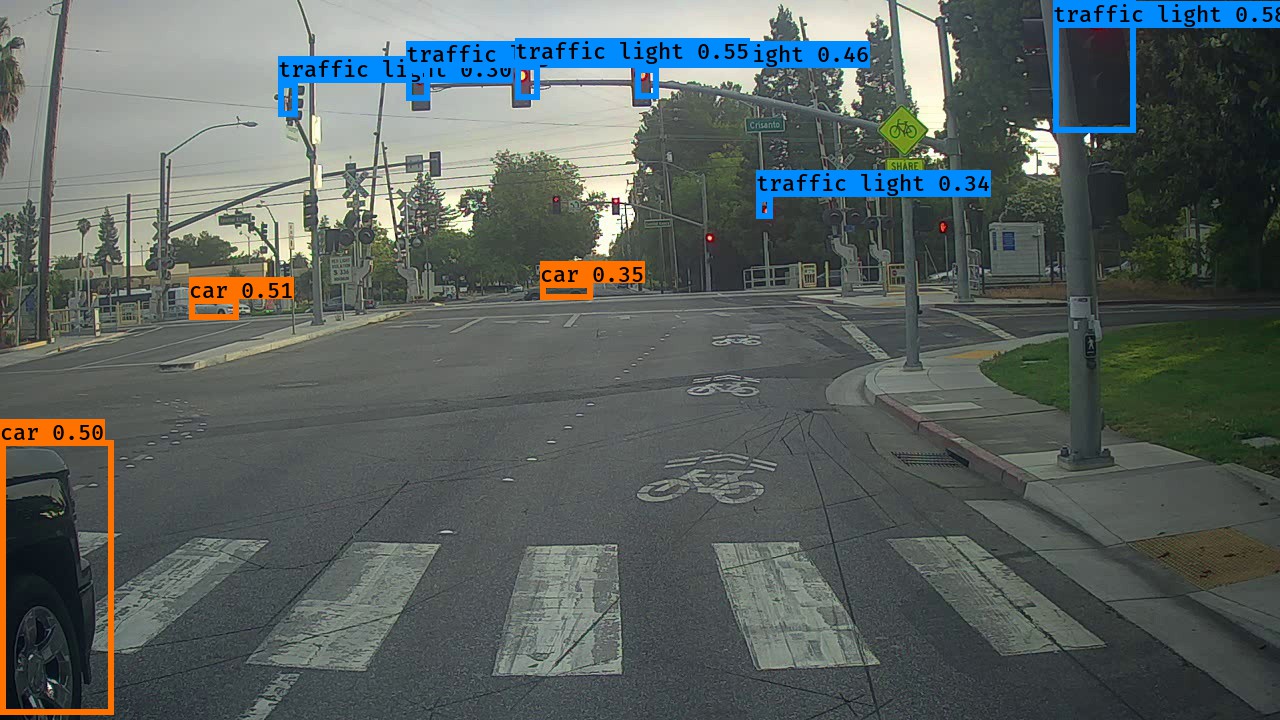 traffic light 0.58
traffic light 0.55
ight 0.46
traffic
traffic light 0.30
Crisanto
SHARE
traffic light 0.34
car 0.35
car 0.51
car 0.50